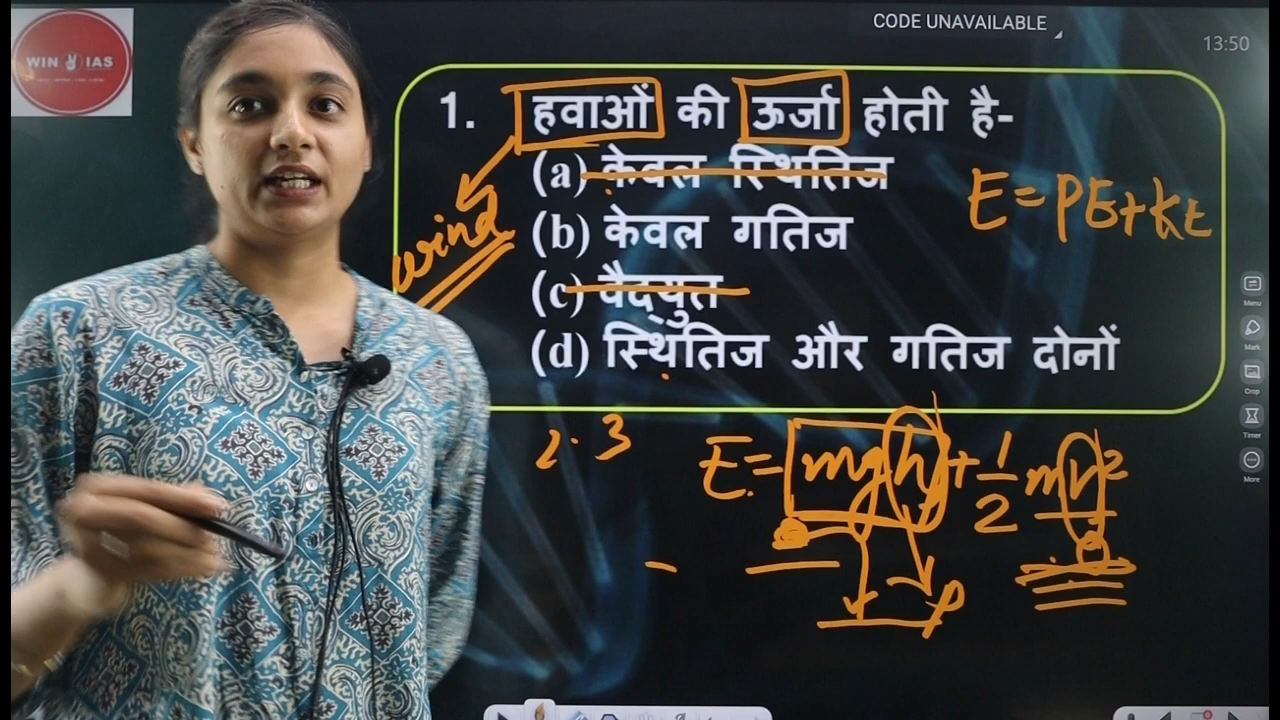 WIN IAS
CODE UNAVAILABLE
13:50
1. हवाओं की ऊर्जा होती है-
(a) केवल स्थितिज
(b) केवल गतिज
(c) वैद्युत
(d) स्थितिज और गतिज दोनों
wind
E = PE + KE
2.3
E = mgh + 1/2 mv²
P
Menu
Mark
Crop
Timer
More